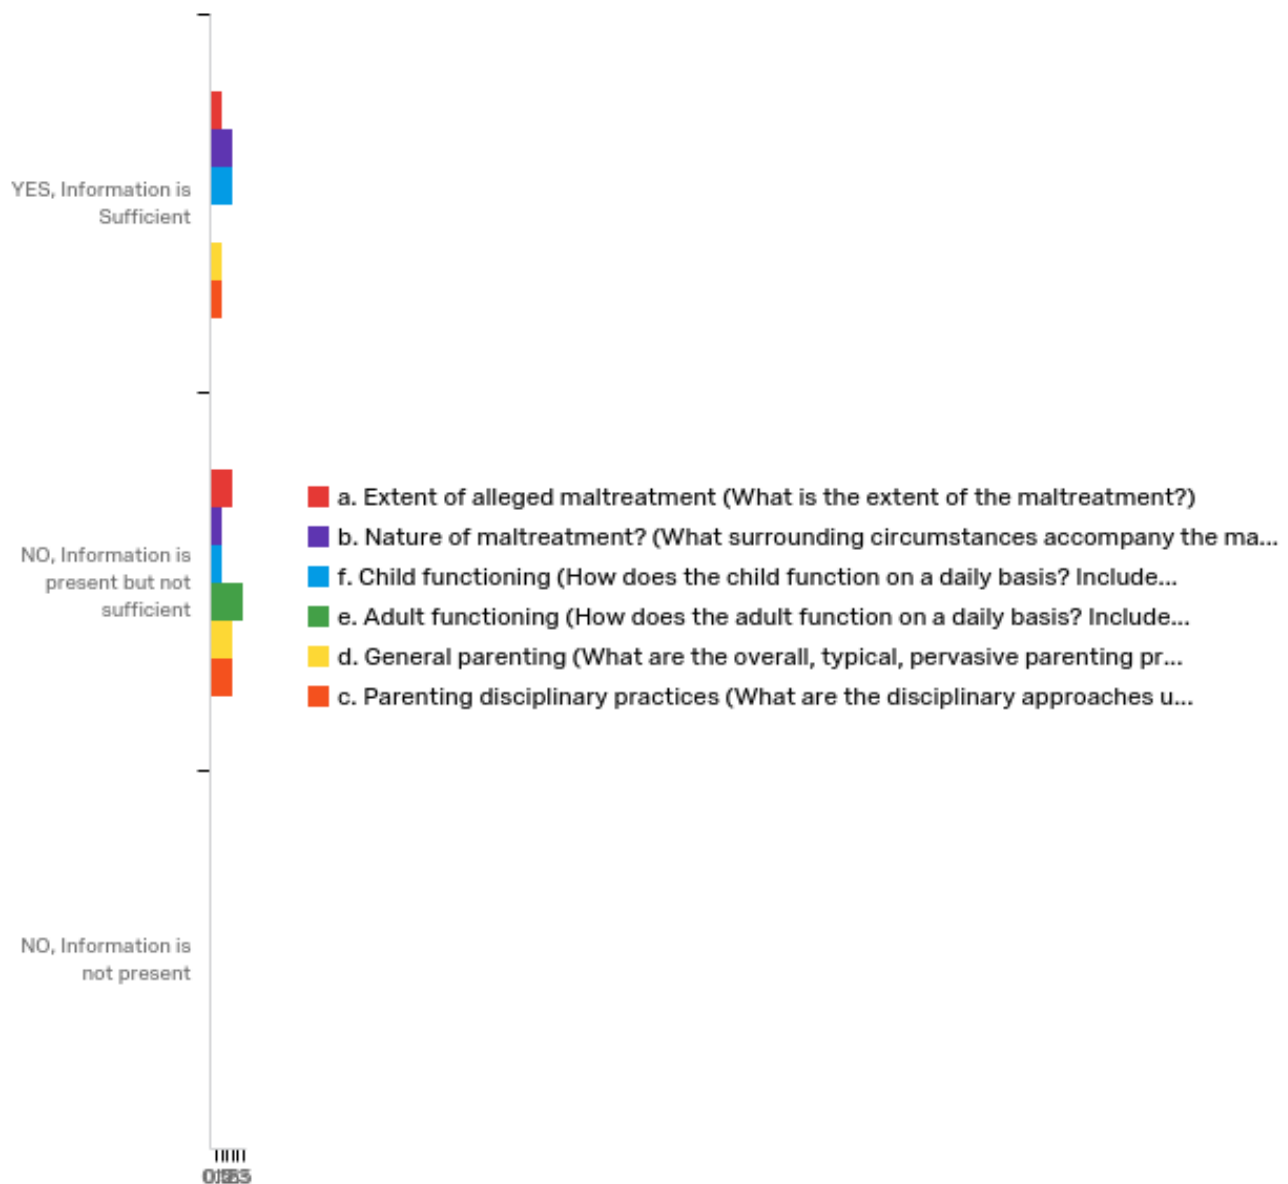 YES, Information is
Sufficient
NO, Information is
present but not
sufficient
a. Extent of alleged maltreatment (What is the extent of the maltreatment?)
b. Nature of maltreatment? (What surrounding circumstances accompany the ma...
f. Child functioning (How does the child function on a daily basis? Include...
e. Adult functioning (How does the adult function on a daily basis? Include...
d. General parenting (What are the overall, typical, pervasive parenting pr...
c. Parenting disciplinary practices (What are the disciplinary approaches u...
NO, Information is
not present